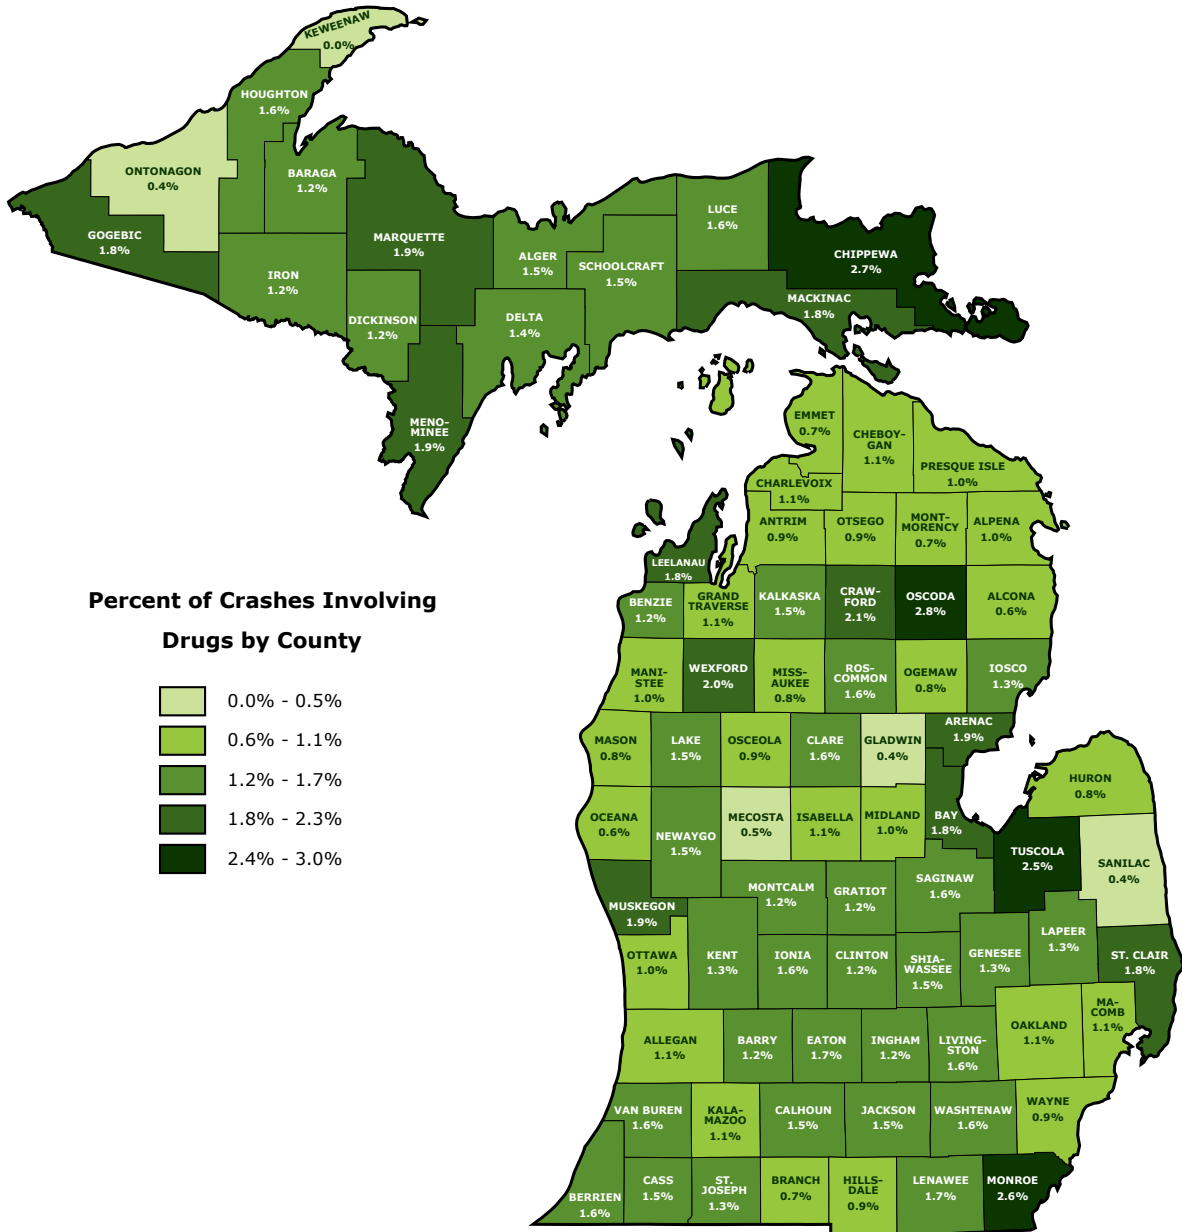 KEWEENAW
0.0%
HOUGHTON
1.6%
ONTONAGON
0.4%
BARAGA
1.2%
GOGEBIC
1.8%
MARQUETTE
1.9%
IRON
1.2%
DICKINSON
1.2%
MENO-
MINEE
1.9%
ALGER
1.5%
DELTA
1.4%
SCHOOLCRAFT
1.5%
LUCE
1.6%
CHIPPEWA
2.7%
MACKINAC
1.8%
EMMET
0.7%
CHEBOY-
GAN
1.1%
PRESQUE ISLE
1.0%
CHARLEVOIX
1.1%
ANTRIM
0.9%
OTSEGO
0.9%
MONT-
MORENCY
0.7%
ALPENA
1.0%
LEELANAU
1.8%
BENZIE
1.2%
GRAND
TRAVERSE
1.1%
KALKASKA
1.5%
CRAW-
FORD
2.1%
OSCODA
2.8%
ALCONA
0.6%
MANI-
STEE
1.0%
WEXFORD
2.0%
MISS-
AUKEE
0.8%
ROS-
COMMON
1.6%
OGEMAW
0.8%
IOSCO
1.3%
MASON
0.8%
LAKE
1.5%
OSCEOLA
0.9%
CLARE
1.6%
GLADWIN
0.4%
ARENAC
1.9%
HURON
0.8%
OCEANA
0.6%
NEWAYGO
1.5%
MECOSTA
0.5%
ISABELLA
1.1%
MIDLAND
1.0%
BAY
1.8%
TUSCOLA
2.5%
SANILAC
0.4%
MUSKEGON
1.9%
MONTCALM
1.2%
GRATIOT
1.2%
SAGINAW
1.6%
LAPEER
1.3%
OTTAWA
1.0%
KENT
1.3%
IONIA
1.6%
CLINTON
1.2%
SHIA-
WASSEE
1.5%
GENESEE
1.3%
ST. CLAIR
1.8%
ALLEGAN
1.1%
BARRY
1.2%
EATON
1.7%
INGHAM
1.2%
LIVING-
STON
1.6%
OAKLAND
1.1%
MA-
COMB
1.1%
VAN BUREN
1.6%
KALA-
MAZOO
1.1%
CALHOUN
1.5%
JACKSON
1.5%
WASHTENAW
1.6%
WAYNE
0.9%
BERRIEN
1.6%
CASS
1.5%
ST.
JOSEPH
1.3%
BRANCH
0.7%
HILLS-
DALE
0.9%
LENAWEE
1.7%
MONROE
2.6%
Percent of Crashes Involving
Drugs by County
0.0% - 0.5%
0.6% - 1.1%
1.2% - 1.7%
1.8% - 2.3%
2.4% - 3.0%